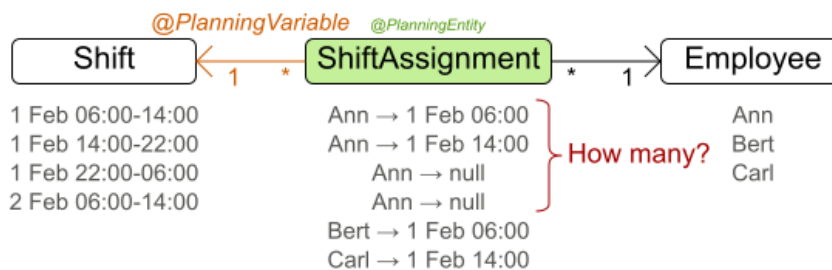 @PlanningVariable @PlanningEntity
Shift ShiftAssignment Employee
1 * * 1
1 Feb 06:00-14:00 Ann → 1 Feb 06:00 Ann
1 Feb 14:00-22:00 Ann → 1 Feb 14:00 Bert
How many?
1 Feb 22:00-06:00 Ann → null Carl
2 Feb 06:00-14:00 Ann → null
Bert → 1 Feb 06:00
Carl → 1 Feb 14:00